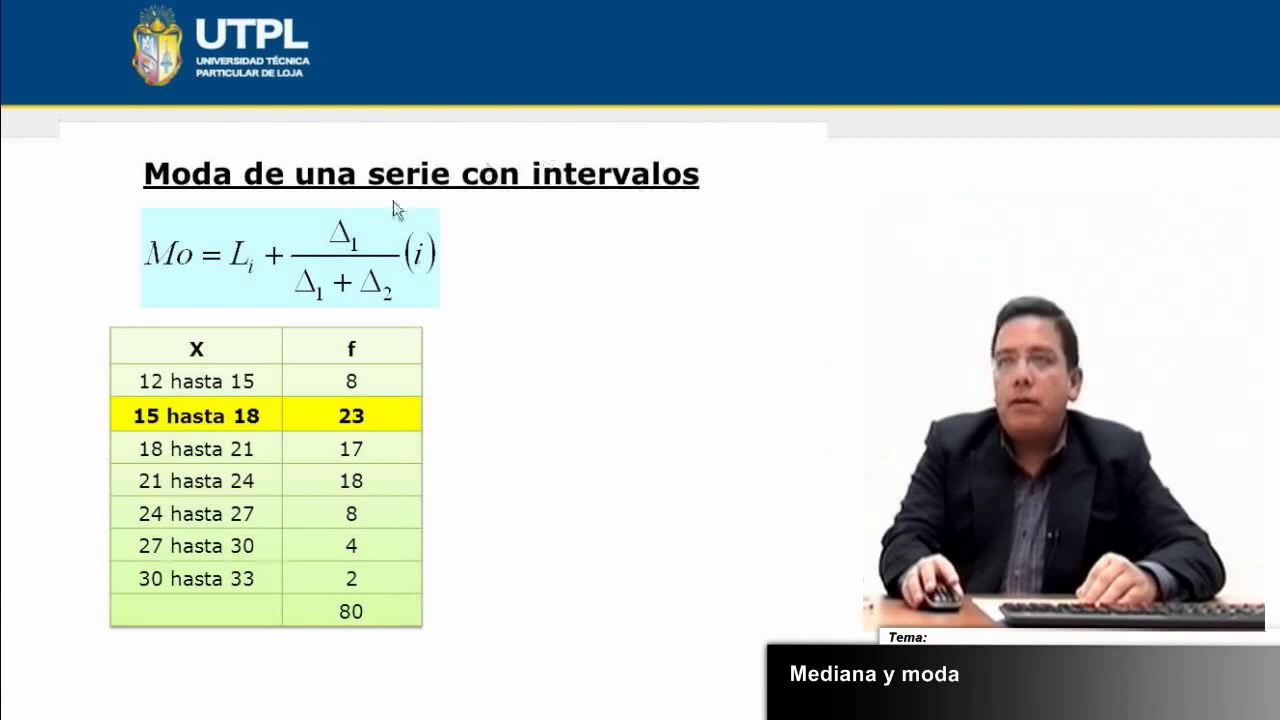 UTPL
UNIVERSIDAD TÉCNICA
PARTICULAR DE LOJA
Moda de una serie con intervalos
Mo = Lᵢ + Δ₁ / (Δ₁ + Δ₂) (i)
X f
12 hasta 15 8
15 hasta 18 23
18 hasta 21 17
21 hasta 24 18
24 hasta 27 8
27 hasta 30 4
30 hasta 33 2
80
Tema:
Mediana y moda